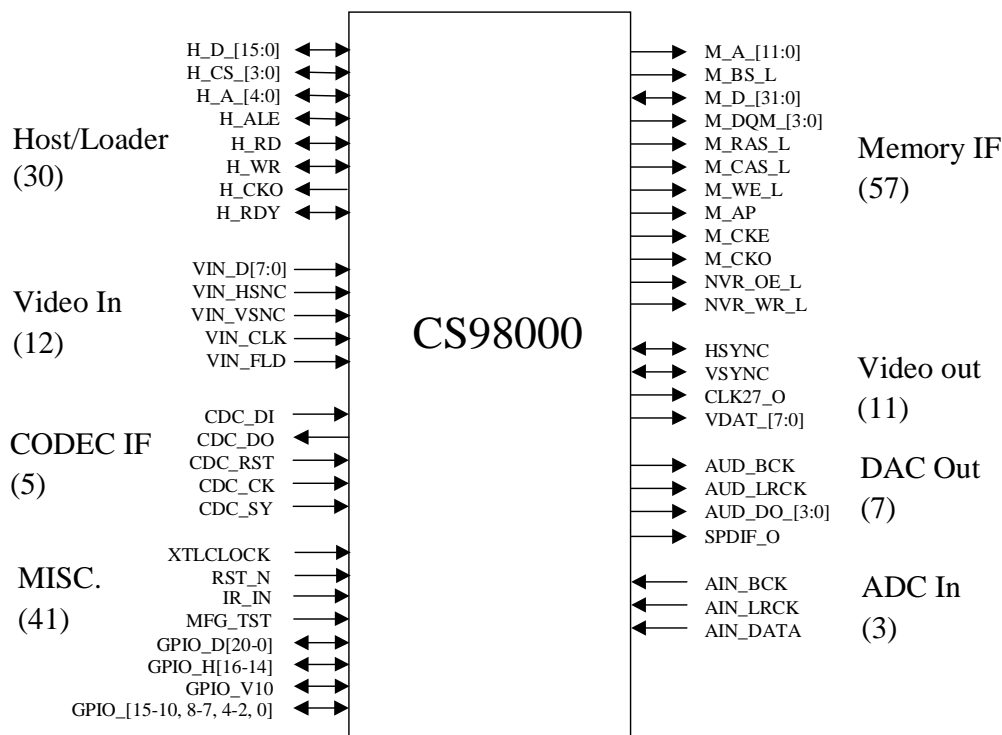 H_D_[15:0]
H_CS_[3:0]
H_A_[4:0]
H_ALE
H_RD
H_WR
H_CKO
H_RDY
Host/Loader
(30)
VIN_D[7:0]
VIN_HSNC
VIN_VSNC
VIN_CLK
VIN_FLD
Video In
(12)
CDC_DI
CDC_DO
CDC_RST
CDC_CK
CDC_SY
CODEC IF
(5)
XTLCLOCK
RST_N
IR_IN
MFG_TST
GPIO_D[20-0]
GPIO_H[16-14]
GPIO_V10
GPIO_[15-10, 8-7, 4-2, 0]
MISC.
(41)
CS98000
M_A_[11:0]
M_BS_L
M_D_[31:0]
M_DQM_[3:0]
M_RAS_L
M_CAS_L
M_WE_L
M_AP
M_CKE
M_CKO
NVR_OE_L
NVR_WR_L
Memory IF
(57)
HSYNC
VSYNC
CLK27_O
VDAT_[7:0]
Video out
(11)
AUD_BCK
AUD_LRCK
AUD_DO_[3:0]
SPDIF_O
DAC Out
(7)
AIN_BCK
AIN_LRCK
AIN_DATA
ADC In
(3)